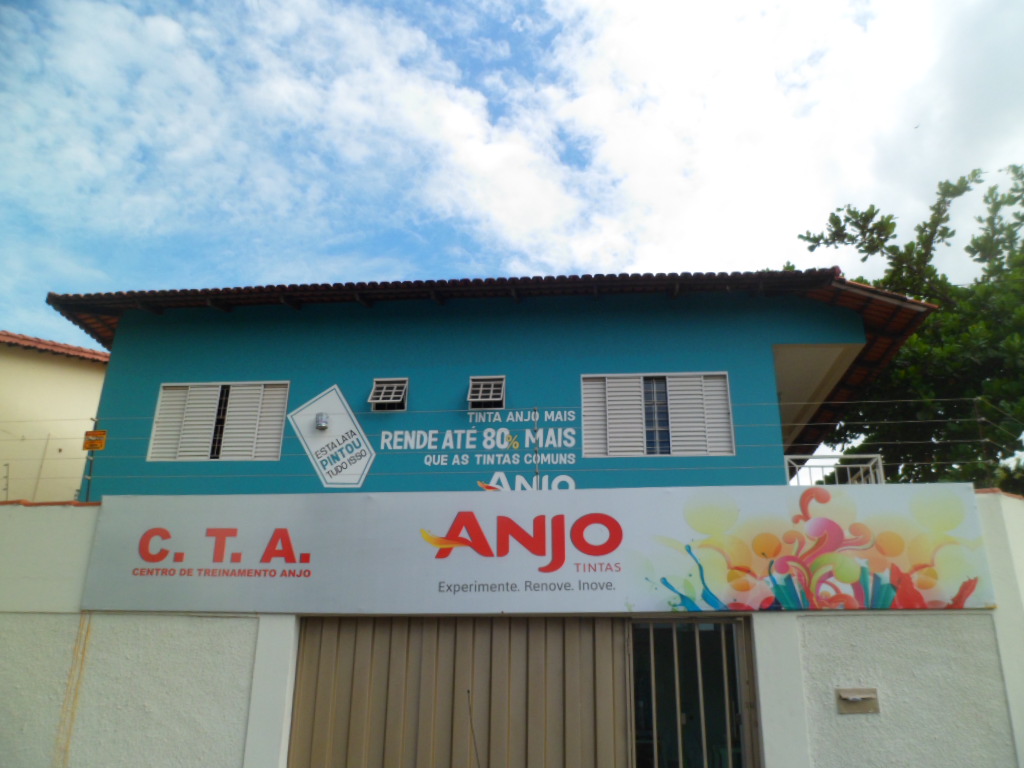 ESTA LATA
PINTOU
TUDO ISSO
TINTA ANJO MAIS
RENDE ATÉ 80% MAIS
QUE AS TINTAS COMUNS
ANJO
C. T. A.
CENTRO DE TREINAMENTO ANJO
ANJO
TINTAS
Experimente. Renove. Inove.